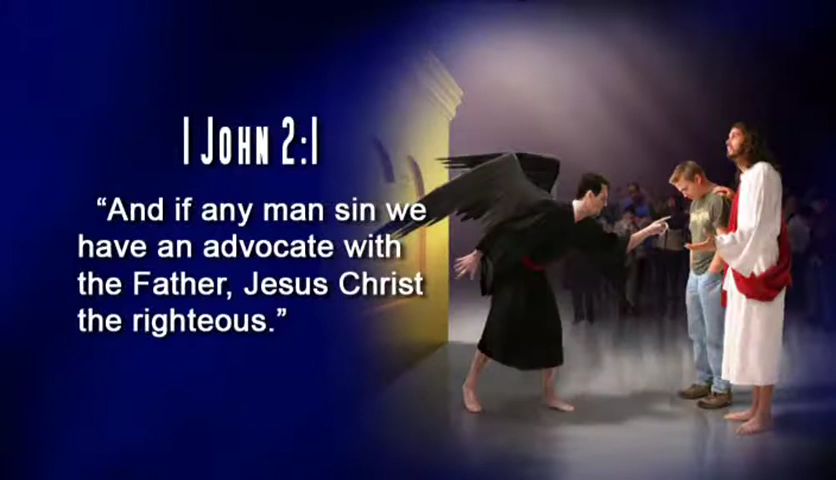 I JOHN 2:1
“And if any man sin we
have an advocate with
the Father, Jesus Christ
the righteous.”